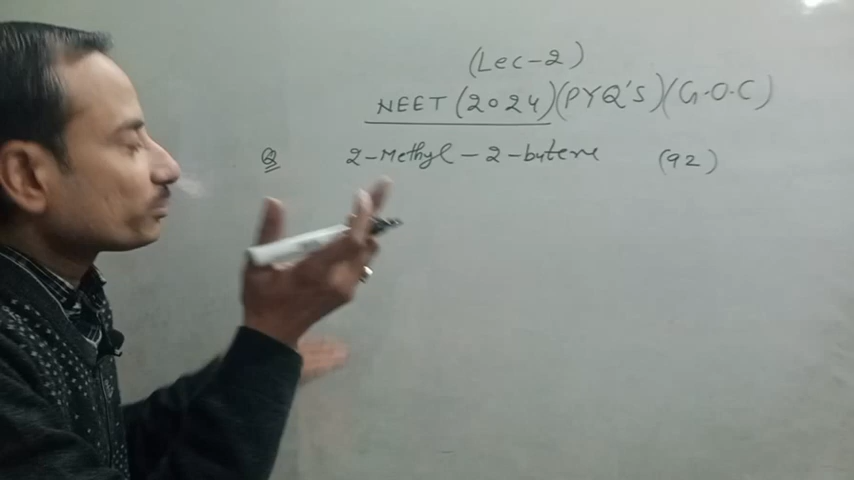 (Lec-2)
NEET (2024) (PYQ'S) (G.O.C)
Q 2-Methyl-2-butene (92)